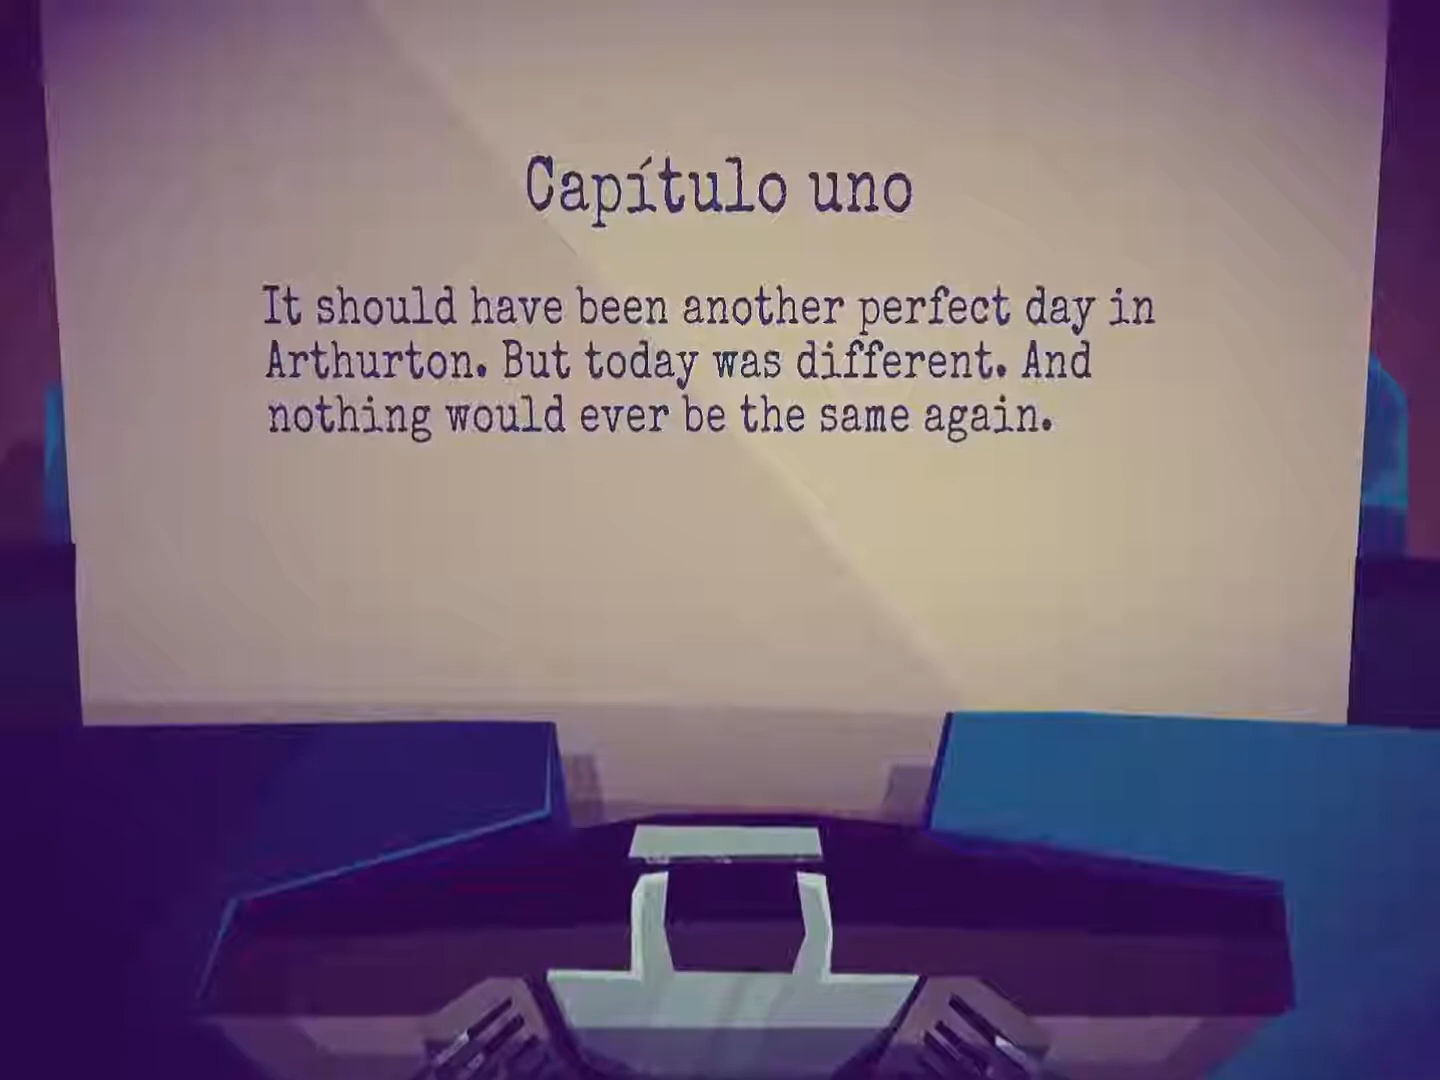 Capítulo uno
It should have been another perfect day in
Arthurton. But today was different. And
nothing would ever be the same again.